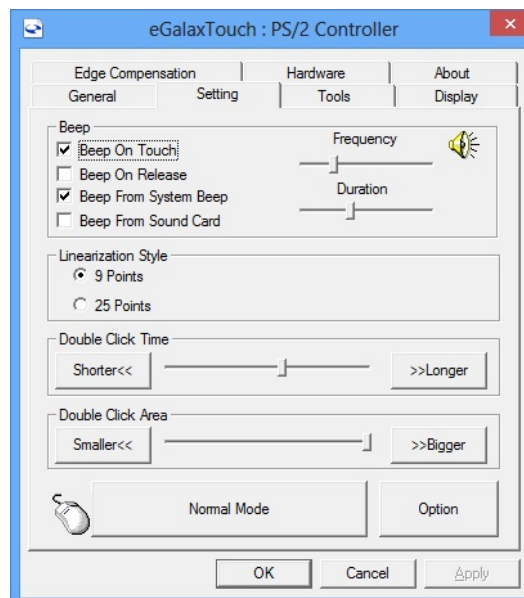 eGalaxTouch : PS/2 Controller
Edge Compensation Hardware About
General Setting Tools Display
Beep
Beep On Touch
Beep On Release
Beep From System Beep
Beep From Sound Card
Frequency
Duration
Linearization Style
9 Points
25 Points
Double Click Time
Shorter<< >>Longer
Double Click Area
Smaller<< >>Bigger
Normal Mode Option
OK Cancel Apply